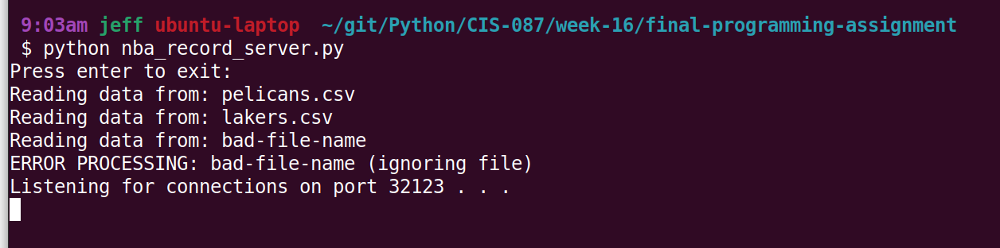 9:03am jeff ubuntu-laptop ~/git/Python/CIS-087/week-16/final-programming-assignment
$ python nba_record_server.py
Press enter to exit:
Reading data from: pelicans.csv
Reading data from: lakers.csv
Reading data from: bad-file-name
ERROR PROCESSING: bad-file-name (ignoring file)
Listening for connections on port 32123 . . .